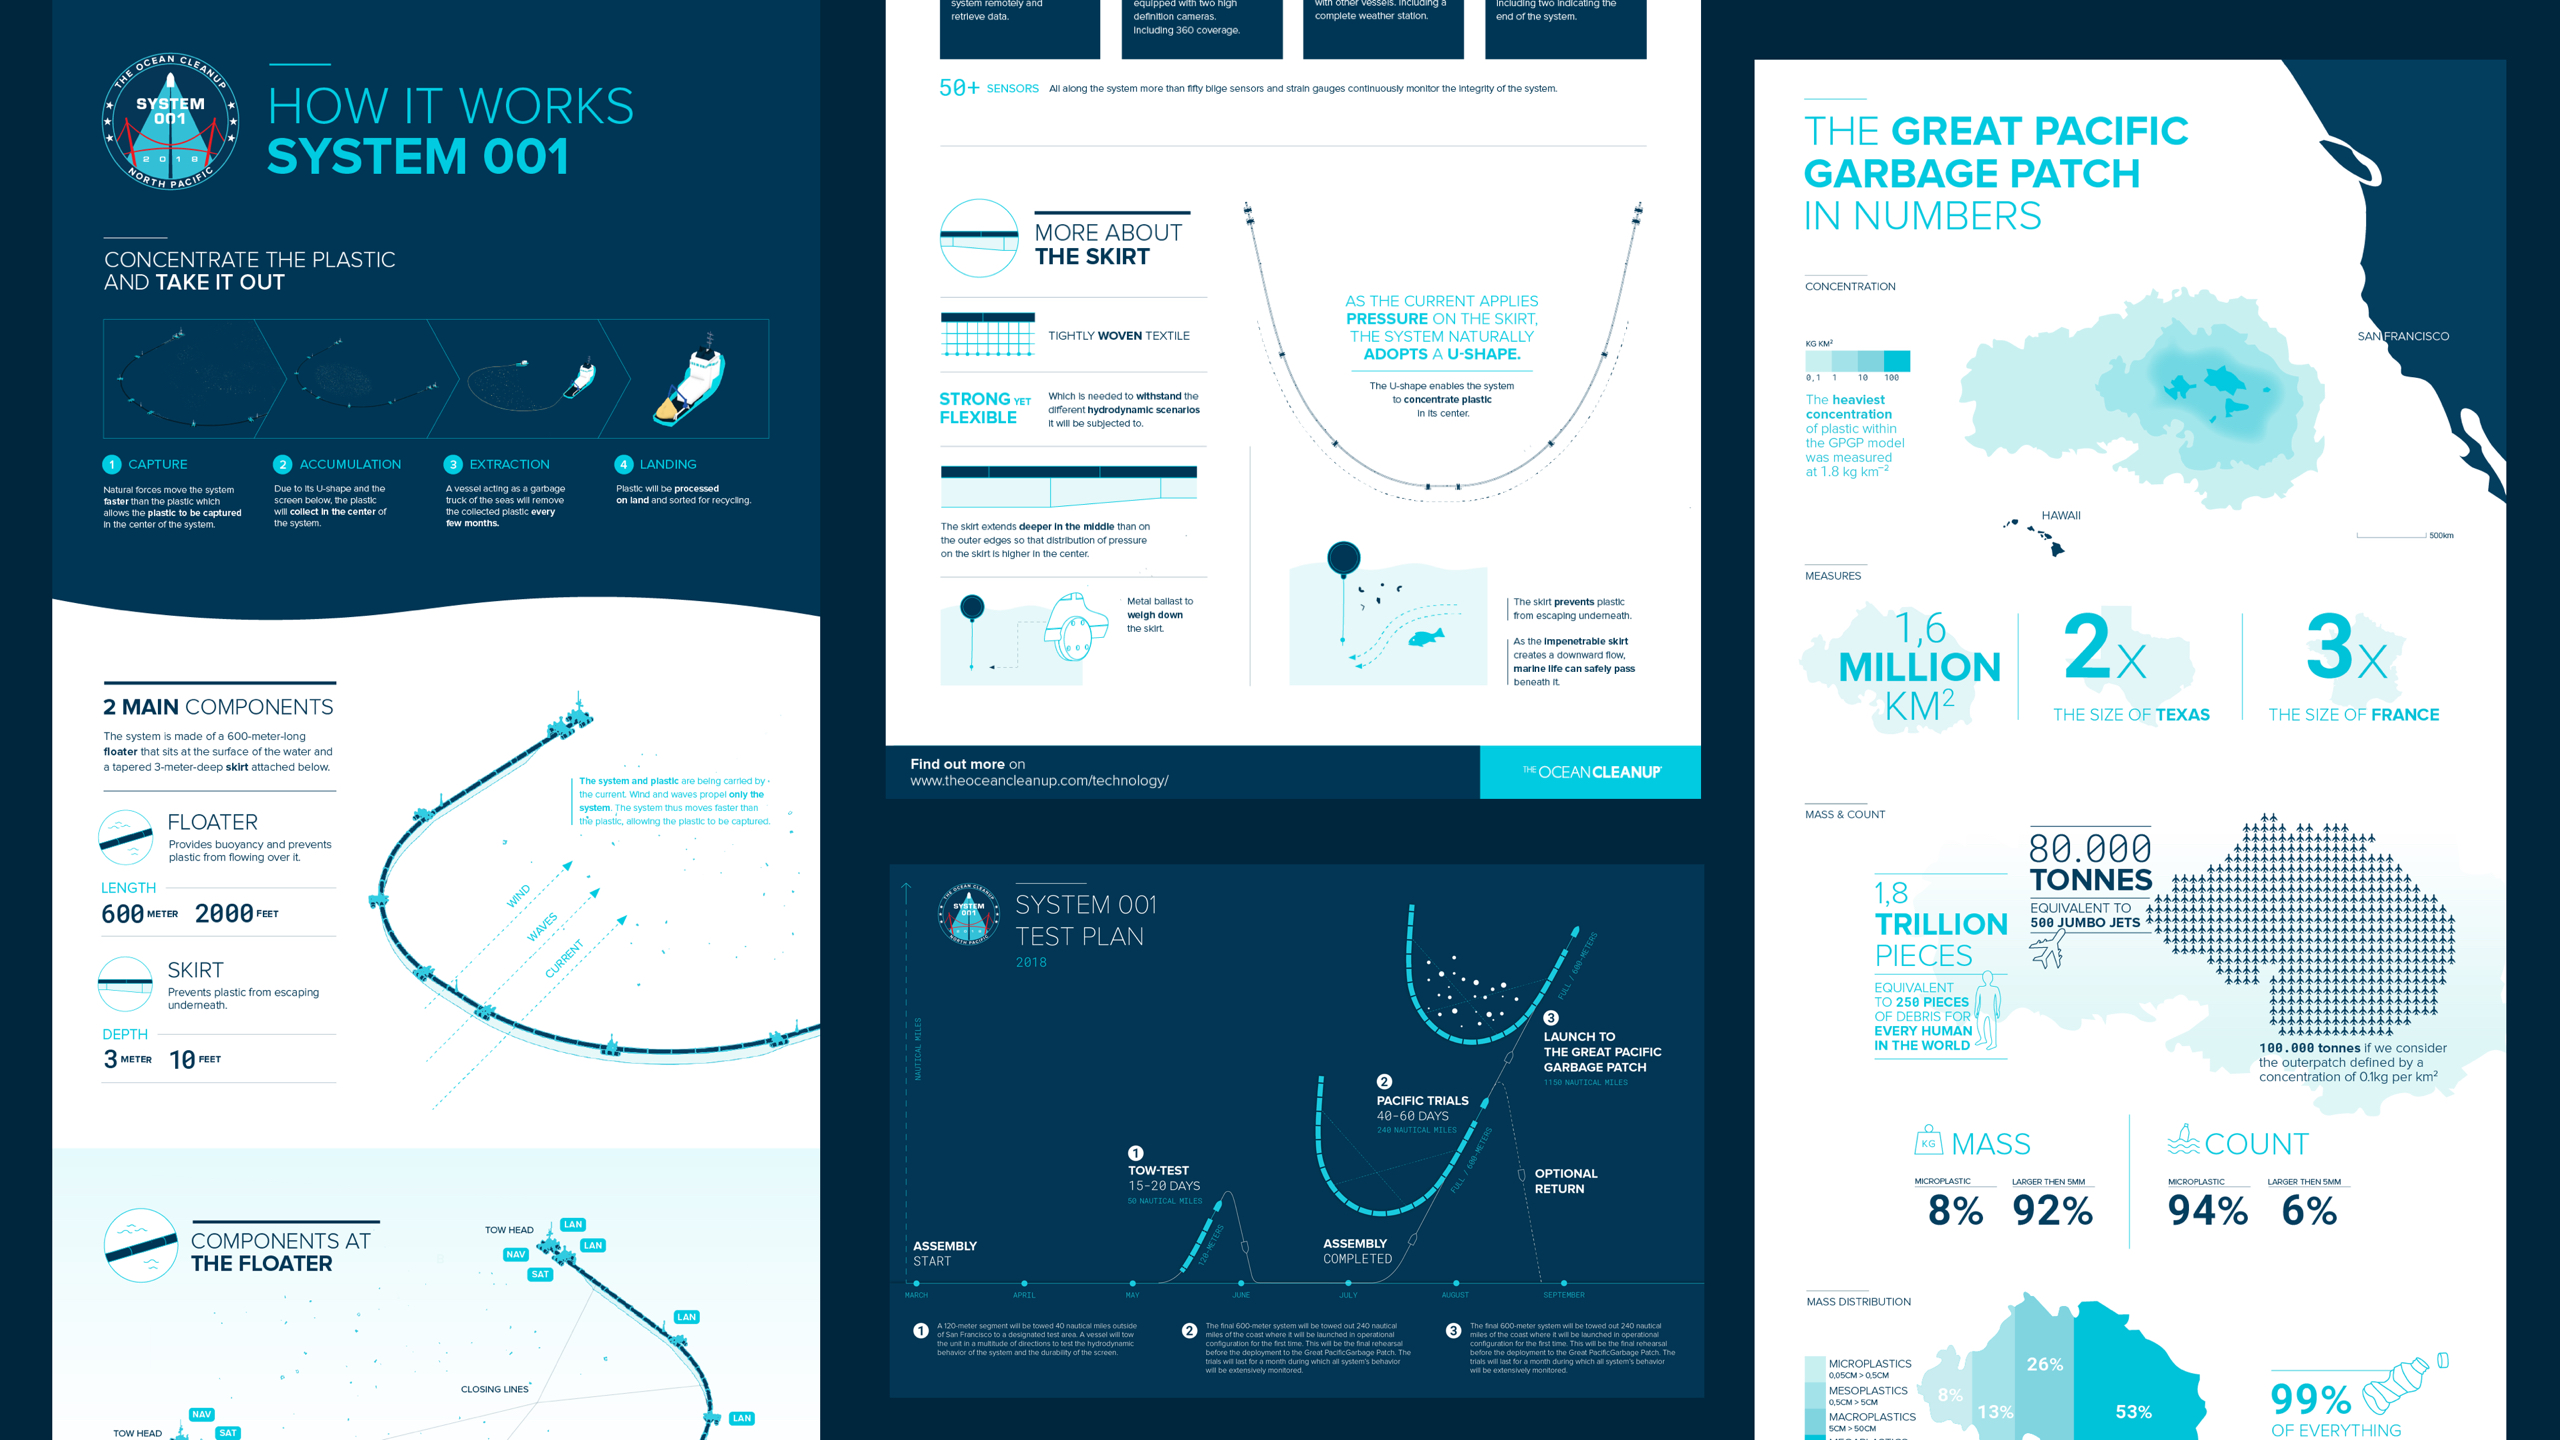 THE OCEAN CLEANUP
SYSTEM
001
2018
NORTH PACIFIC
HOW IT WORKS
SYSTEM 001
CONCENTRATE THE PLASTIC
AND TAKE IT OUT
1 CAPTURE
Natural forces move the system
faster than the plastic which
allows the plastic to be captured
in the center of the system.
2 ACCUMULATION
Due to its U-shape and the
screen below, the plastic
will collect in the center of
the system.
3 EXTRACTION
A vessel acting as a garbage
truck of the seas will remove
the collected plastic every
few months.
4 LANDING
Plastic will be processed
on land and sorted for recycling.
2 MAIN COMPONENTS
The system is made of a 600-meter-long
floater that sits at the surface of the water and
a tapered 3-meter-deep skirt attached below.
FLOATER
Provides buoyancy and prevents
plastic from flowing over it.
LENGTH
600 METER 2000 FEET
SKIRT
Prevents plastic from escaping
underneath.
DEPTH
3 METER 10 FEET
The system and plastic are being carried by
the current. Wind and waves propel only the
system. The system thus moves faster than
the plastic, allowing the plastic to be captured.
WIND
WAVES
CURRENT
COMPONENTS AT
THE FLOATER
TOW HEAD
LAN
LAN
NAV
SAT
LAN
CLOSING LINES
LAN
NAV
TOW HEAD
SAT
system remotely and
retrieve data.
equipped with two high
definition cameras.
Including 360 coverage.
with other vessels. Including a
complete weather station.
Including two indicating the
end of the system.
50+ SENSORS All along the system more than fifty bilge sensors and strain gauges continuously monitor the integrity of the system.
MORE ABOUT
THE SKIRT
TIGHTLY WOVEN TEXTILE
STRONG YET
FLEXIBLE
Which is needed to withstand the
different hydrodynamic scenarios
it will be subjected to.
The skirt extends deeper in the middle than on
the outer edges so that distribution of pressure
on the skirt is higher in the center.
Metal ballast to
weigh down
the skirt.
AS THE CURRENT APPLIES
PRESSURE ON THE SKIRT,
THE SYSTEM NATURALLY
ADOPTS A U-SHAPE.
The U-shape enables the system
to concentrate plastic
in its center.
The skirt prevents plastic
from escaping underneath.
As the impenetrable skirt
creates a downward flow,
marine life can safely pass
beneath it.
Find out more on
www.theoceancleanup.com/technology/
THE OCEAN CLEANUP
THE OCEAN CLEANUP
SYSTEM
001
NORTH PACIFIC
SYSTEM 001
TEST PLAN
2018
NAUTICAL MILES
ASSEMBLY
START
1
TOW-TEST
15-20 DAYS
50 NAUTICAL MILES
120-METERS
2
PACIFIC TRIALS
40-60 DAYS
240 NAUTICAL MILES
FULL / 600-METERS
ASSEMBLY
COMPLETED
3
LAUNCH TO
THE GREAT PACIFIC
GARBAGE PATCH
1150 NAUTICAL MILES
FULL / 600-METERS
OPTIONAL
RETURN
MARCH APRIL MAY JUNE JULY AUGUST SEPTEMBER
1 A 120-meter segment will be towed 40 nautical miles outside
of San Francisco to a designated test area. A vessel will tow
the unit in a multitude of directions to test the hydrodynamic
behavior of the system and the durability of the screen.
2 The final 600-meter system will be towed out 240 nautical
miles of the coast where it will be launched in operational
configuration for the first time. This will be the final rehearsal
before the deployment to the Great PacificGarbage Patch. The
trials will last for a month during which all system's behavior
will be extensively monitored.
3 The final 600-meter system will be towed out 240 nautical
miles of the coast where it will be launched in operational
configuration for the first time. This will be the final rehearsal
before the deployment to the Great PacificGarbage Patch. The
trials will last for a month during which all system's behavior
will be extensively monitored.
THE GREAT PACIFIC
GARBAGE PATCH
IN NUMBERS
CONCENTRATION
KG KM²
0,1 1 10 100
The heaviest
concentration
of plastic within
the GPGP model
was measured
at 1.8 kg km⁻²
SAN FRANCISCO
HAWAII
500km
MEASURES
1,6
MILLION
KM²
2X
THE SIZE OF TEXAS
3X
THE SIZE OF FRANCE
MASS & COUNT
1,8
TRILLION
PIECES
EQUIVALENT
TO 250 PIECES
OF DEBRIS FOR
EVERY HUMAN
IN THE WORLD
80.000
TONNES
EQUIVALENT TO
500 JUMBO JETS
100.000 tonnes if we consider
the outerpatch defined by a
concentration of 0.1kg per km²
KG MASS
MICROPLASTIC LARGER THEN 5MM
8% 92%
COUNT
MICROPLASTIC LARGER THEN 5MM
94% 6%
MASS DISTRIBUTION
MICROPLASTICS
0,05CM > 0,5CM
MESOPLASTICS
0,5CM > 5CM
MACROPLASTICS
5CM > 50CM
8%
13%
26%
53%
99%
OF EVERYTHING